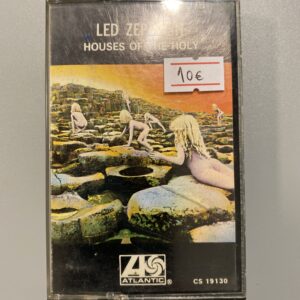 LED ZEP
HOUSES OF THE HOLY
10€
ATLANTIC®
CS 19130